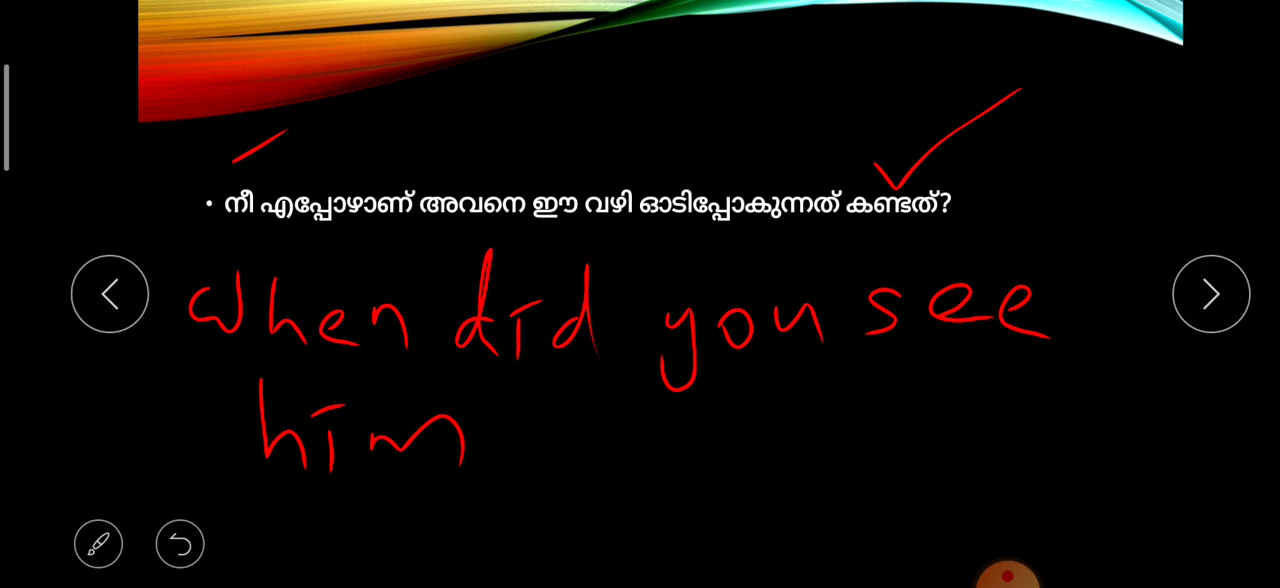 • നീ എപ്പോഴാണ് അവനെ ഈ വഴി ഓടിപ്പോകുന്നത് കണ്ടത്?
When did you see
him